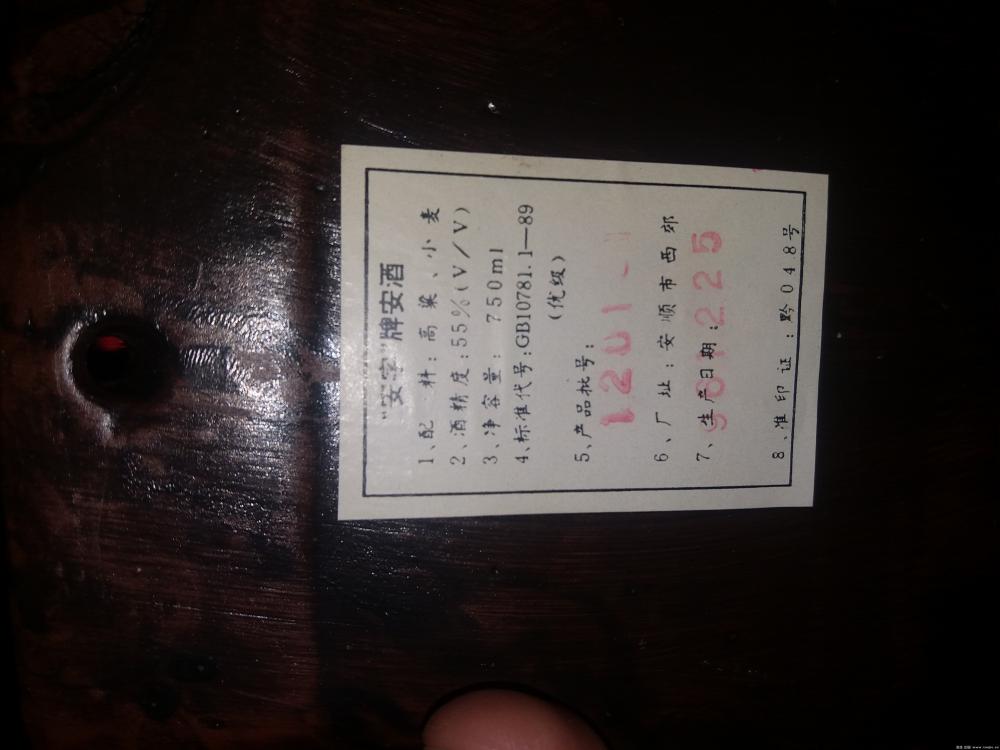 "安字"牌安酒
1、配 料：高粱、小麦
2、酒精度：55%(V/V)
3、净容量：750ml
4、标准代号：GB10781.1—89
(优级)
5、产品批号：
1201-
6、厂址：安顺市西郊
7、生产日期：
8、准印证：黔048号